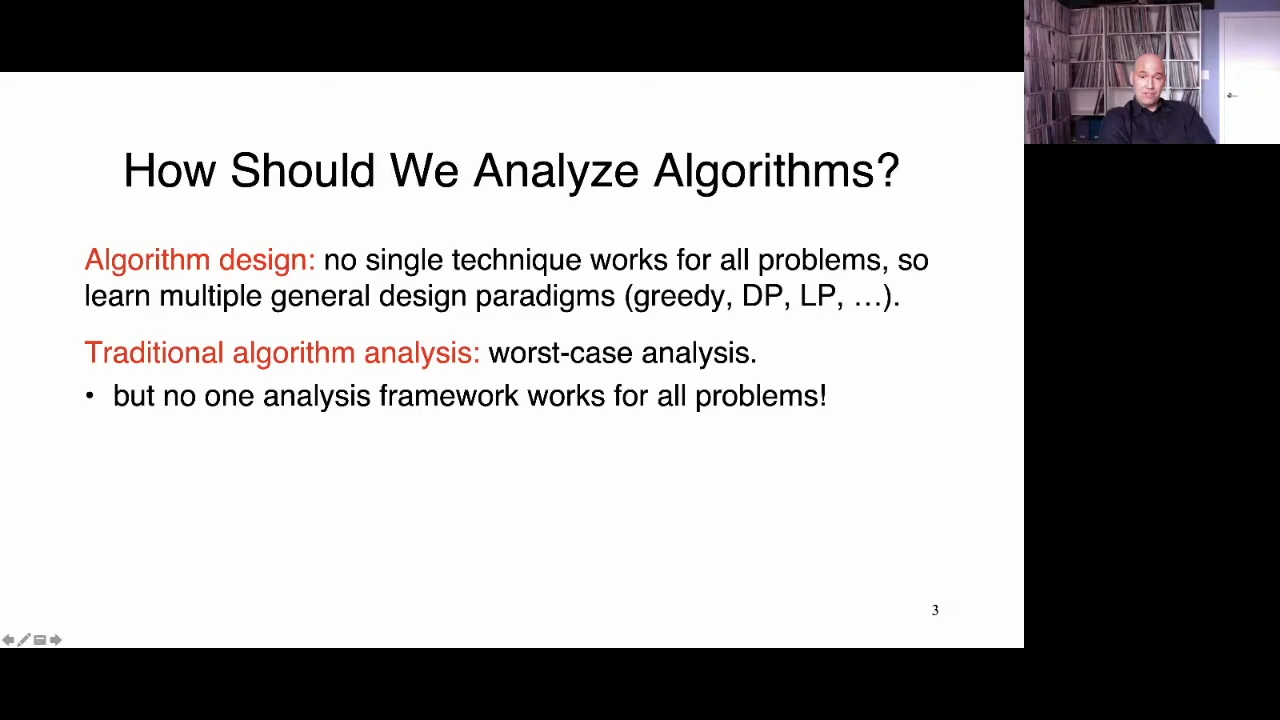 How Should We Analyze Algorithms?
Algorithm design: no single technique works for all problems, so
learn multiple general design paradigms (greedy, DP, LP, …).
Traditional algorithm analysis: worst-case analysis.
• but no one analysis framework works for all problems!
3